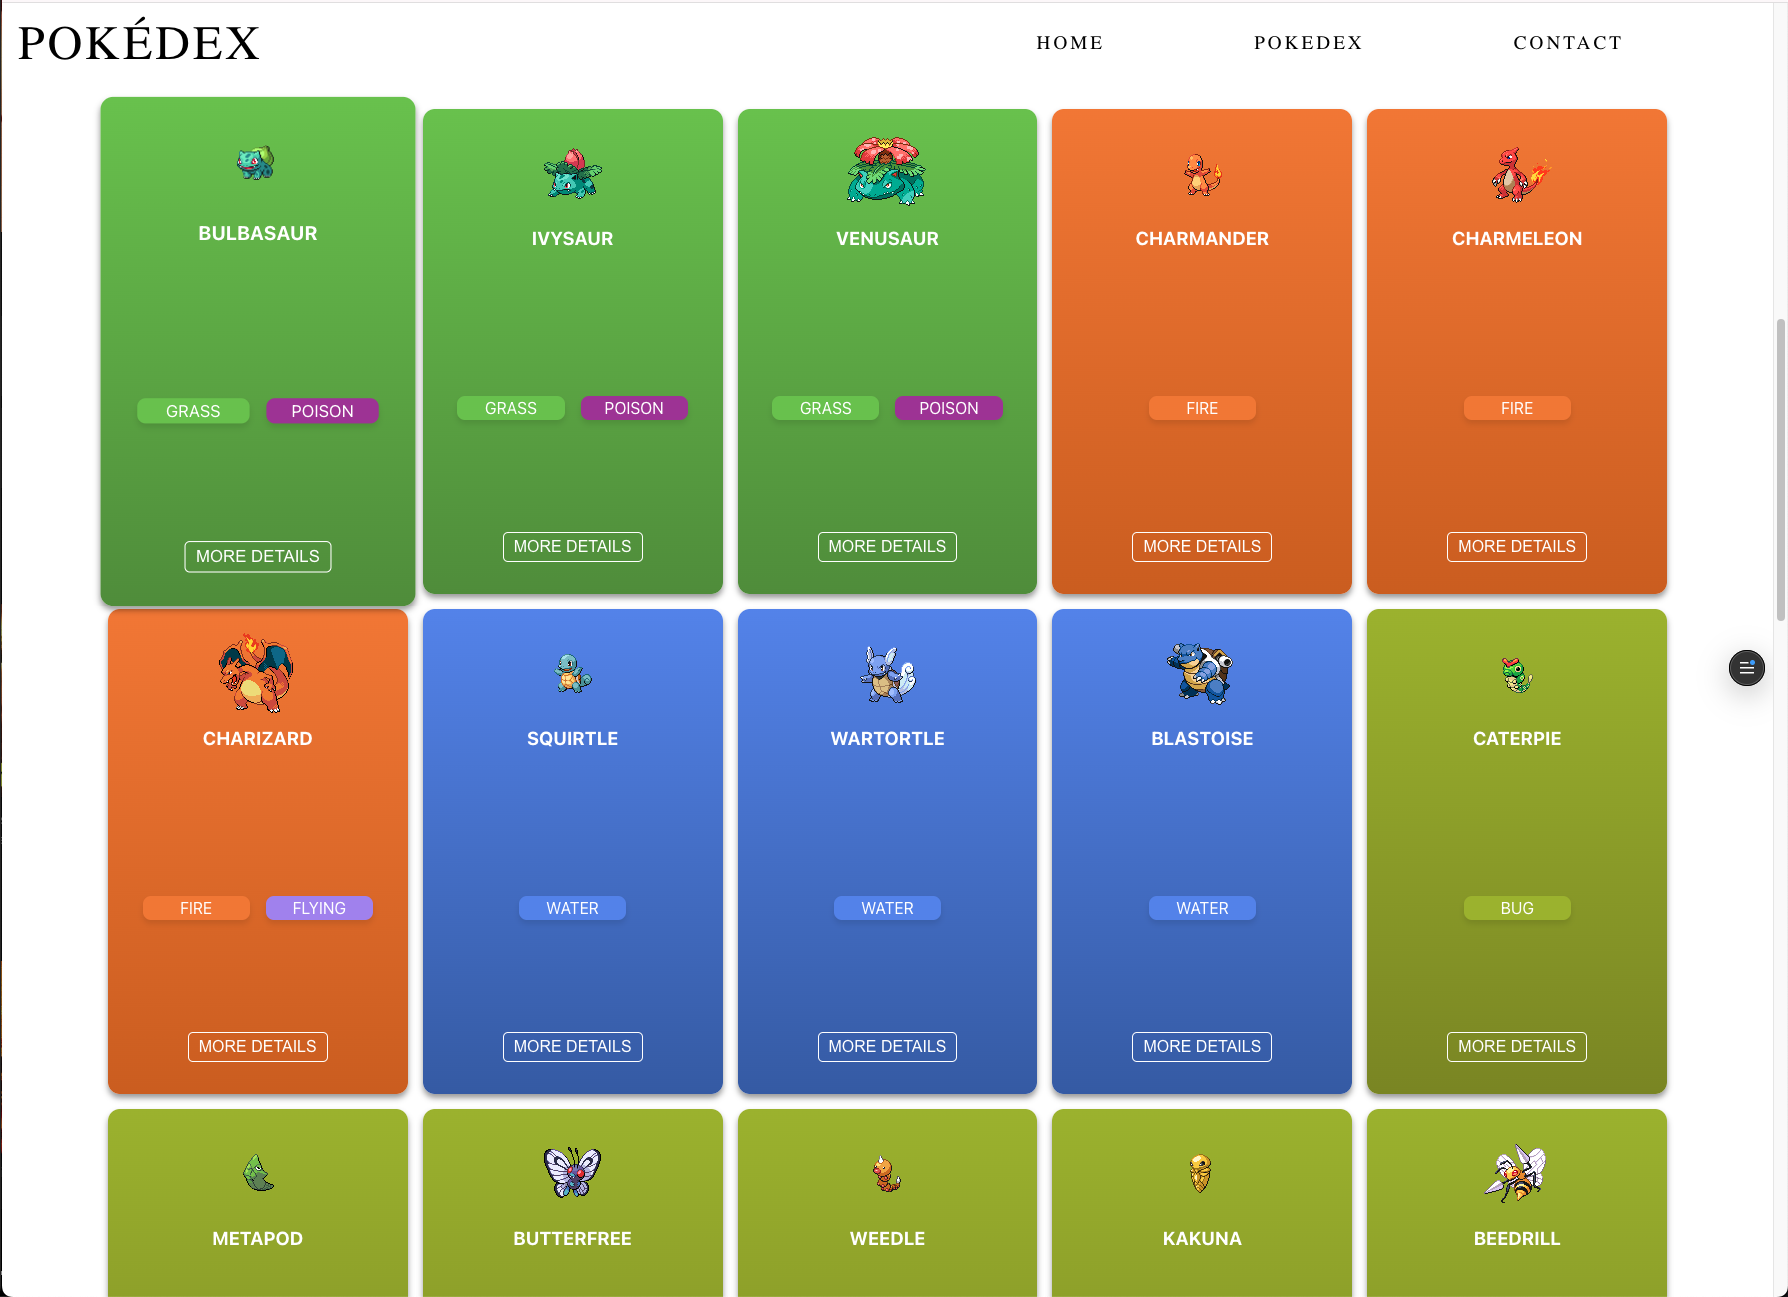 POKÉDEX
HOME POKEDEX CONTACT
BULBASAUR
GRASS POISON
MORE DETAILS
IVYSAUR
GRASS POISON
MORE DETAILS
VENUSAUR
GRASS POISON
MORE DETAILS
CHARMANDER
FIRE
MORE DETAILS
CHARMELEON
FIRE
MORE DETAILS
CHARIZARD
FIRE FLYING
MORE DETAILS
SQUIRTLE
WATER
MORE DETAILS
WARTORTLE
WATER
MORE DETAILS
BLASTOISE
WATER
MORE DETAILS
CATERPIE
BUG
MORE DETAILS
METAPOD
BUTTERFREE
WEEDLE
KAKUNA
BEEDRILL